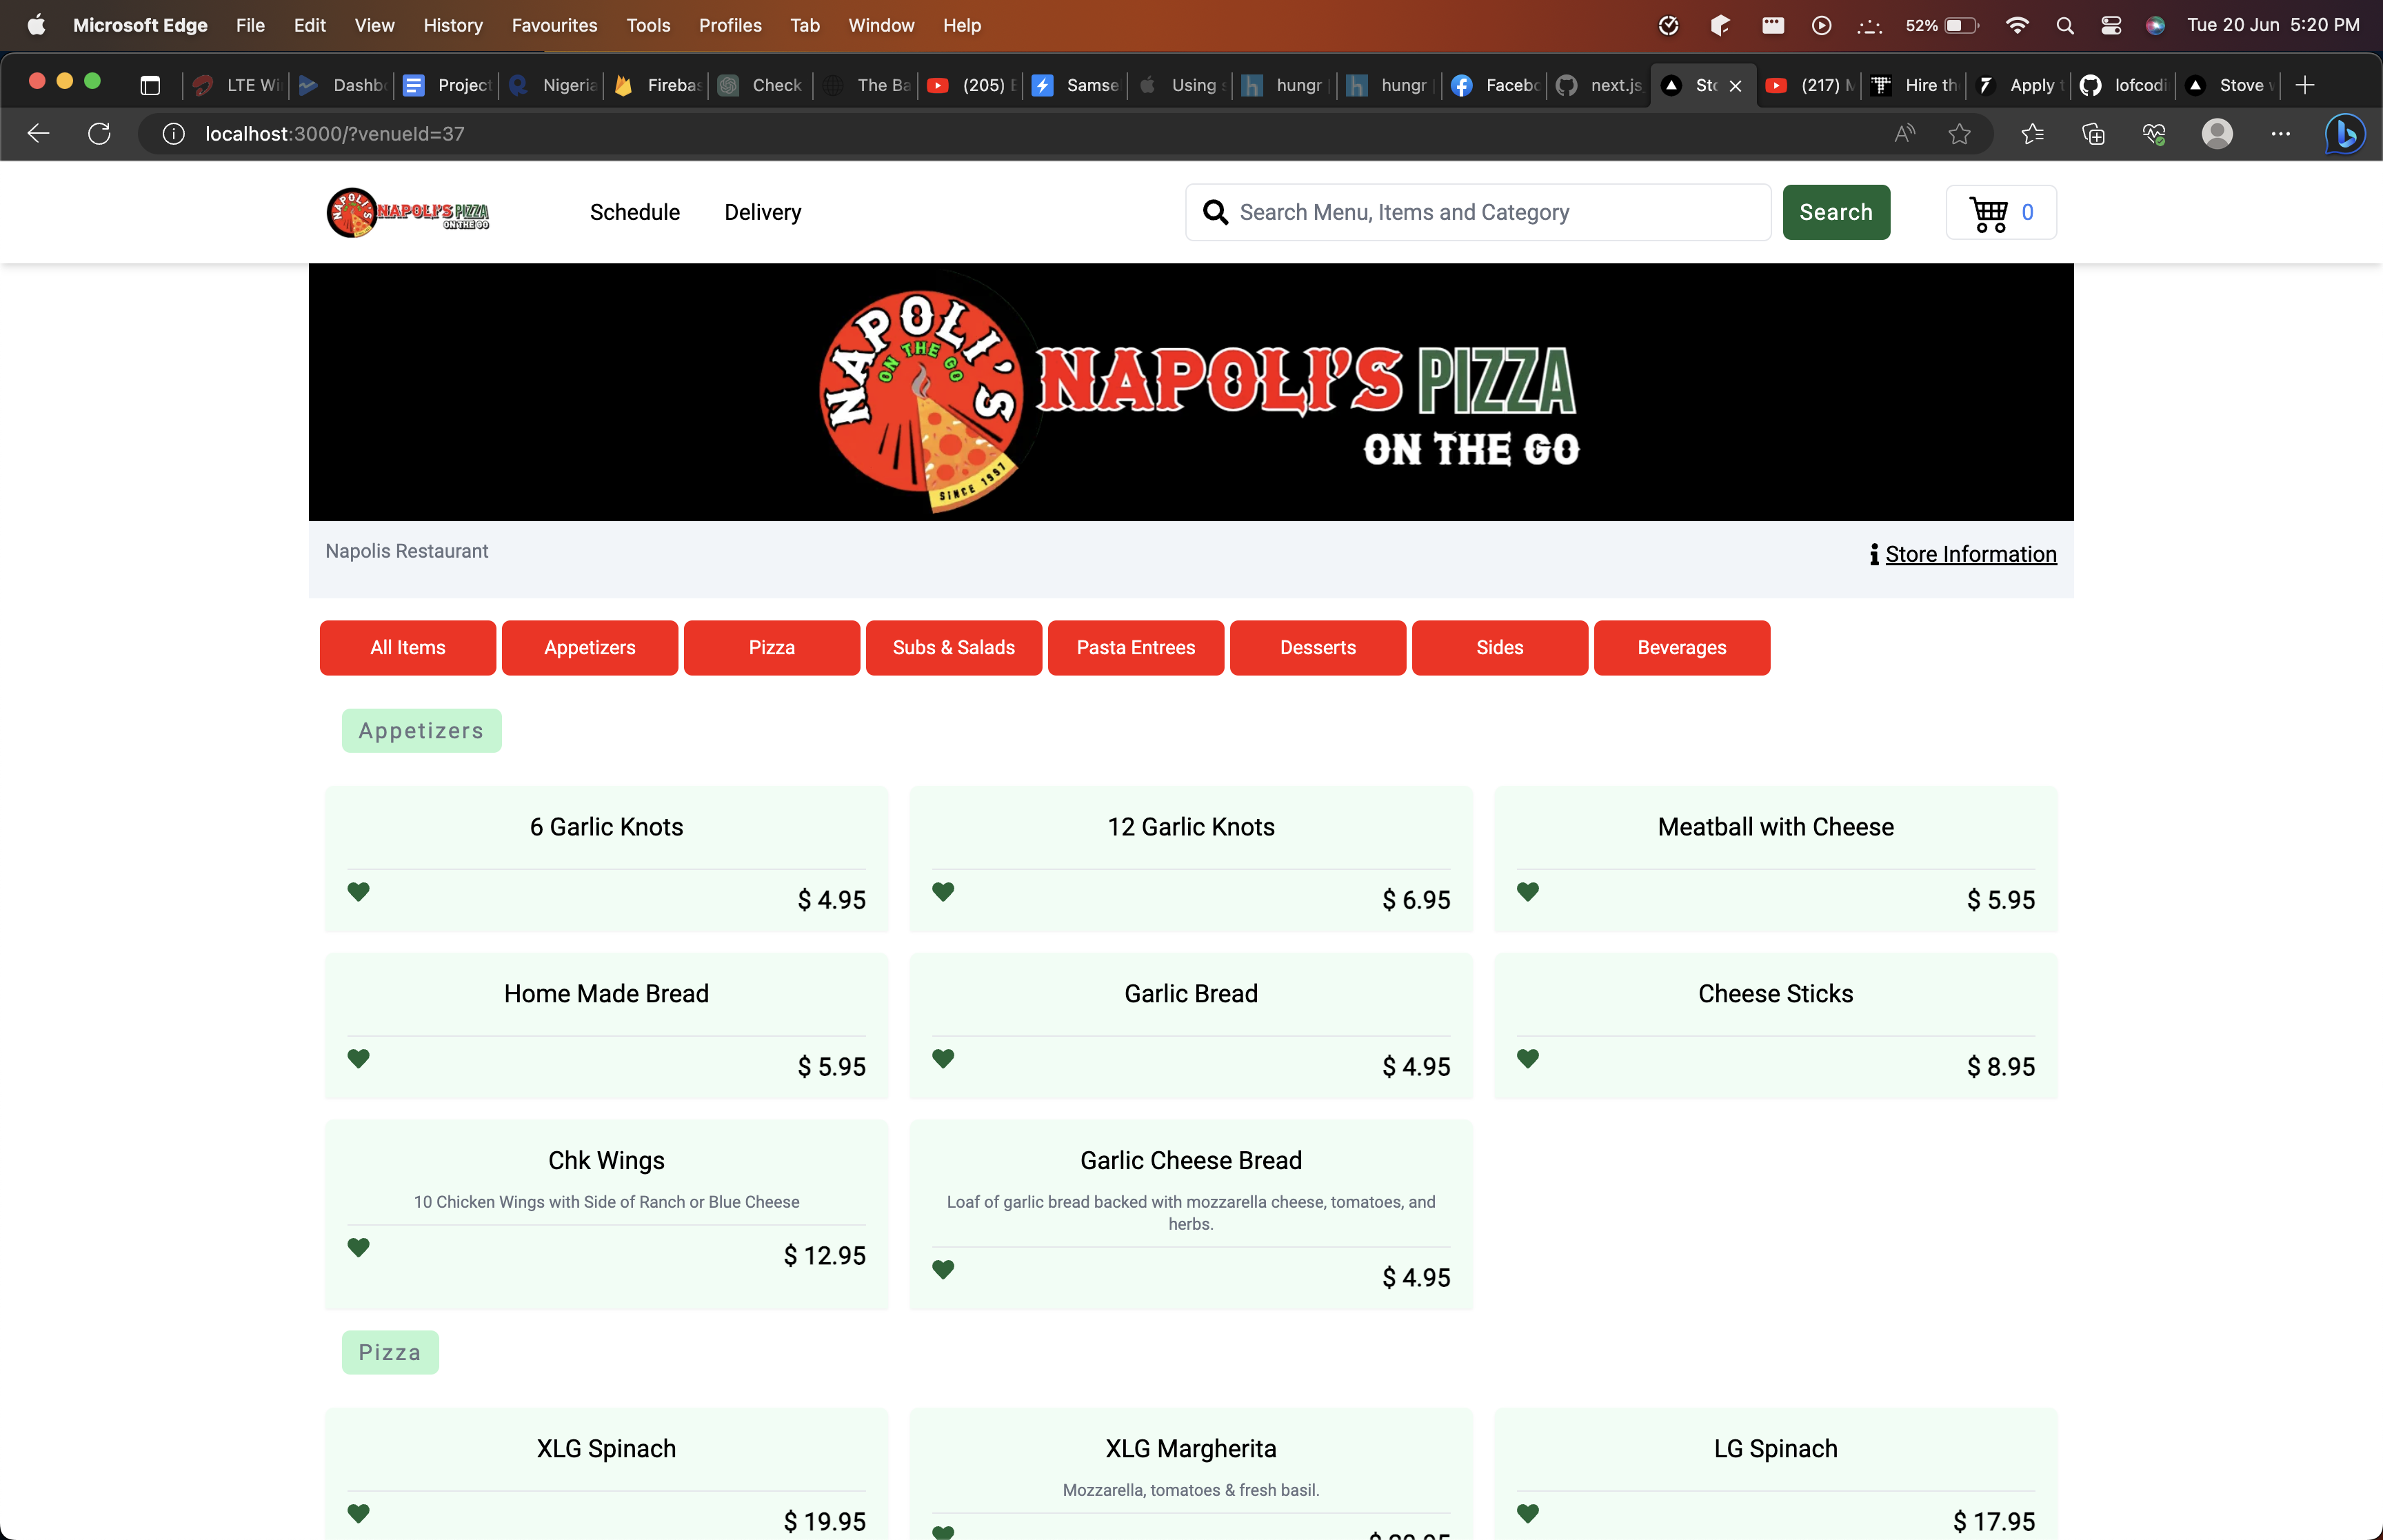 Microsoft Edge File Edit View History Favourites Tools Profiles Tab Window Help 52% Tue 20 Jun 5:20 PM
LTE Dashb Project Nigeria Fireba Check The Ba (205) Samse Using hungr hungr Facebo next.js Sto (217) Hire th Apply lofcodi Stove
localhost:3000/?venueId=37
NAPOLI'S
NAPOLI'S PIZZA
ON THE GO
Schedule Delivery Search Menu, Items and Category Search 0
NAPOLI'S
ON THE GO
SINCE 1997
NAPOLI'S PIZZA
ON THE GO
Napolis Restaurant
Store Information
All Items Appetizers Pizza Subs & Salads Pasta Entrees Desserts Sides Beverages
Appetizers
6 Garlic Knots 12 Garlic Knots Meatball with Cheese
$ 4.95 $ 6.95 $ 5.95
Home Made Bread Garlic Bread Cheese Sticks
$ 5.95 $ 4.95 $ 8.95
Chk Wings
10 Chicken Wings with Side of Ranch or Blue Cheese
$ 12.95
Garlic Cheese Bread
Loaf of garlic bread backed with mozzarella cheese, tomatoes, and
herbs.
$ 4.95
Pizza
XLG Spinach
$ 19.95
XLG Margherita
Mozzarella, tomatoes & fresh basil.
LG Spinach
$ 17.95